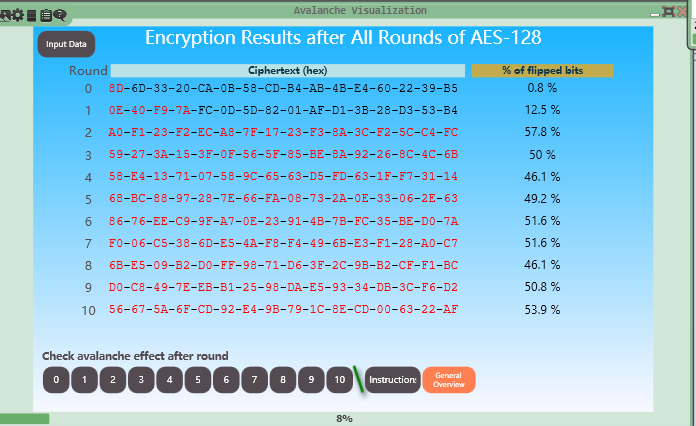 Avalanche Visualization
Input Data
Encryption Results after All Rounds of AES-128
Round Ciphertext (hex) % of flipped bits
0 8D-6D-33-20-CA-0B-58-CD-B4-AB-4B-E4-60-22-39-B5 0.8 %
1 0E-40-F9-7A-FC-0D-5D-82-01-AF-D1-3B-28-D3-53-B4 12.5 %
2 A0-F1-23-F2-EC-A8-7F-17-23-F3-8A-3C-F2-5C-C4-FC 57.8 %
3 59-27-3A-15-3F-0F-56-5F-85-BE-8A-92-26-8C-4C-6B 50 %
4 58-E4-13-71-07-58-9C-65-63-D5-FD-63-1F-F7-31-14 46.1 %
5 68-BC-88-97-28-7E-66-FA-08-73-2A-0E-33-06-2E-63 49.2 %
6 86-76-EE-C9-9F-A7-0E-23-91-4B-7B-FC-35-BE-D0-7A 51.6 %
7 F0-06-C5-38-6D-E5-4A-F8-F4-49-6B-E3-F1-28-A0-C7 51.6 %
8 6B-E5-09-B2-D0-FF-98-71-D6-3F-2C-9B-B2-CF-F1-BC 46.1 %
9 D0-C8-49-7E-EB-B1-25-98-DA-E5-93-34-DB-3C-F6-D2 50.8 %
10 56-67-5A-6F-CD-92-E4-9B-79-1C-8E-CD-00-63-22-AF 53.9 %
Check avalanche effect after round
0 1 2 3 4 5 6 7 8 9 10 Instruction: General
Overview
8%